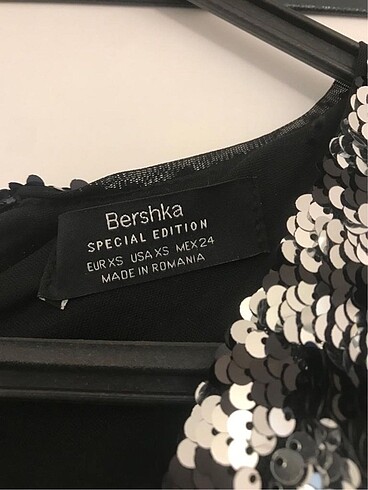 Bershka
SPECIAL EDITION
EUR XS USA XS MEX 24
MADE IN ROMANIA